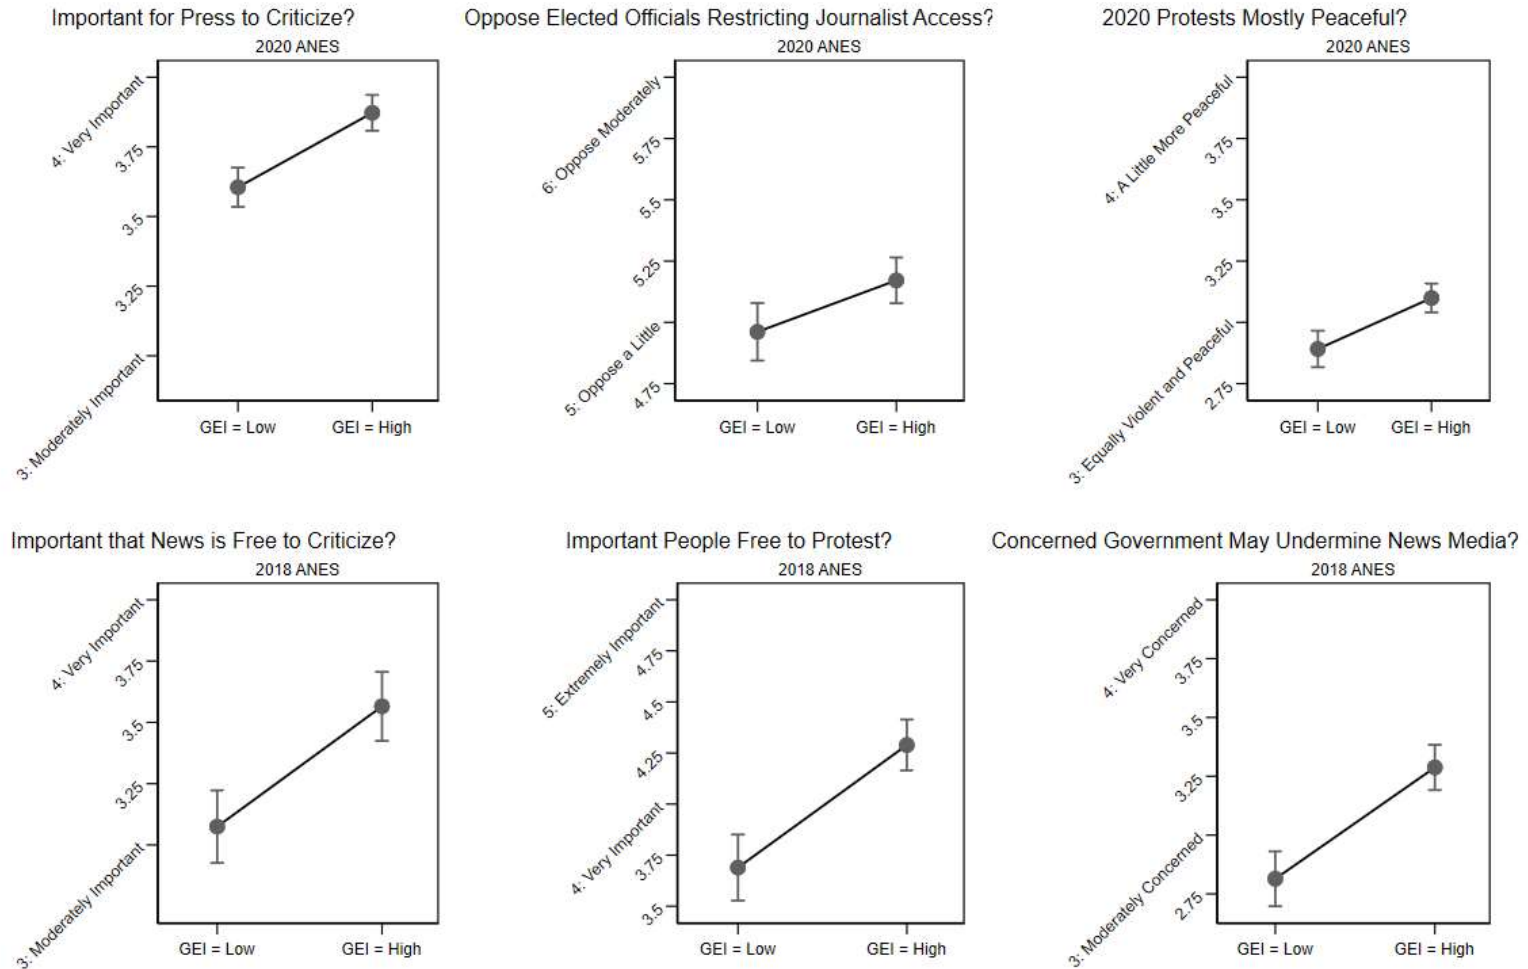 Important for Press to Criticize?
2020 ANES
4: Very Important
3.75
3.5
3.25
3: Moderately Important
GEI = Low
GEI = High
Oppose Elected Officials Restricting Journalist Access?
2020 ANES
6: Oppose Moderately
5.75
5.5
5.25
5: Oppose a Little
4.75
GEI = Low
GEI = High
2020 Protests Mostly Peaceful?
2020 ANES
4: A Little More Peaceful
3.75
3.5
3.25
3: Equally Violent and Peaceful
2.75
GEI = Low
GEI = High
Important that News is Free to Criticize?
2018 ANES
4: Very Important
3.75
3.5
3.25
3: Moderately Important
GEI = Low
GEI = High
Important People Free to Protest?
2018 ANES
5: Extremely Important
4.75
4.5
4.25
4: Very Important
3.75
3.5
GEI = Low
GEI = High
Concerned Government May Undermine News Media?
2018 ANES
4: Very Concerned
3.75
3.5
3.25
3: Moderately Concerned
2.75
GEI = Low
GEI = High